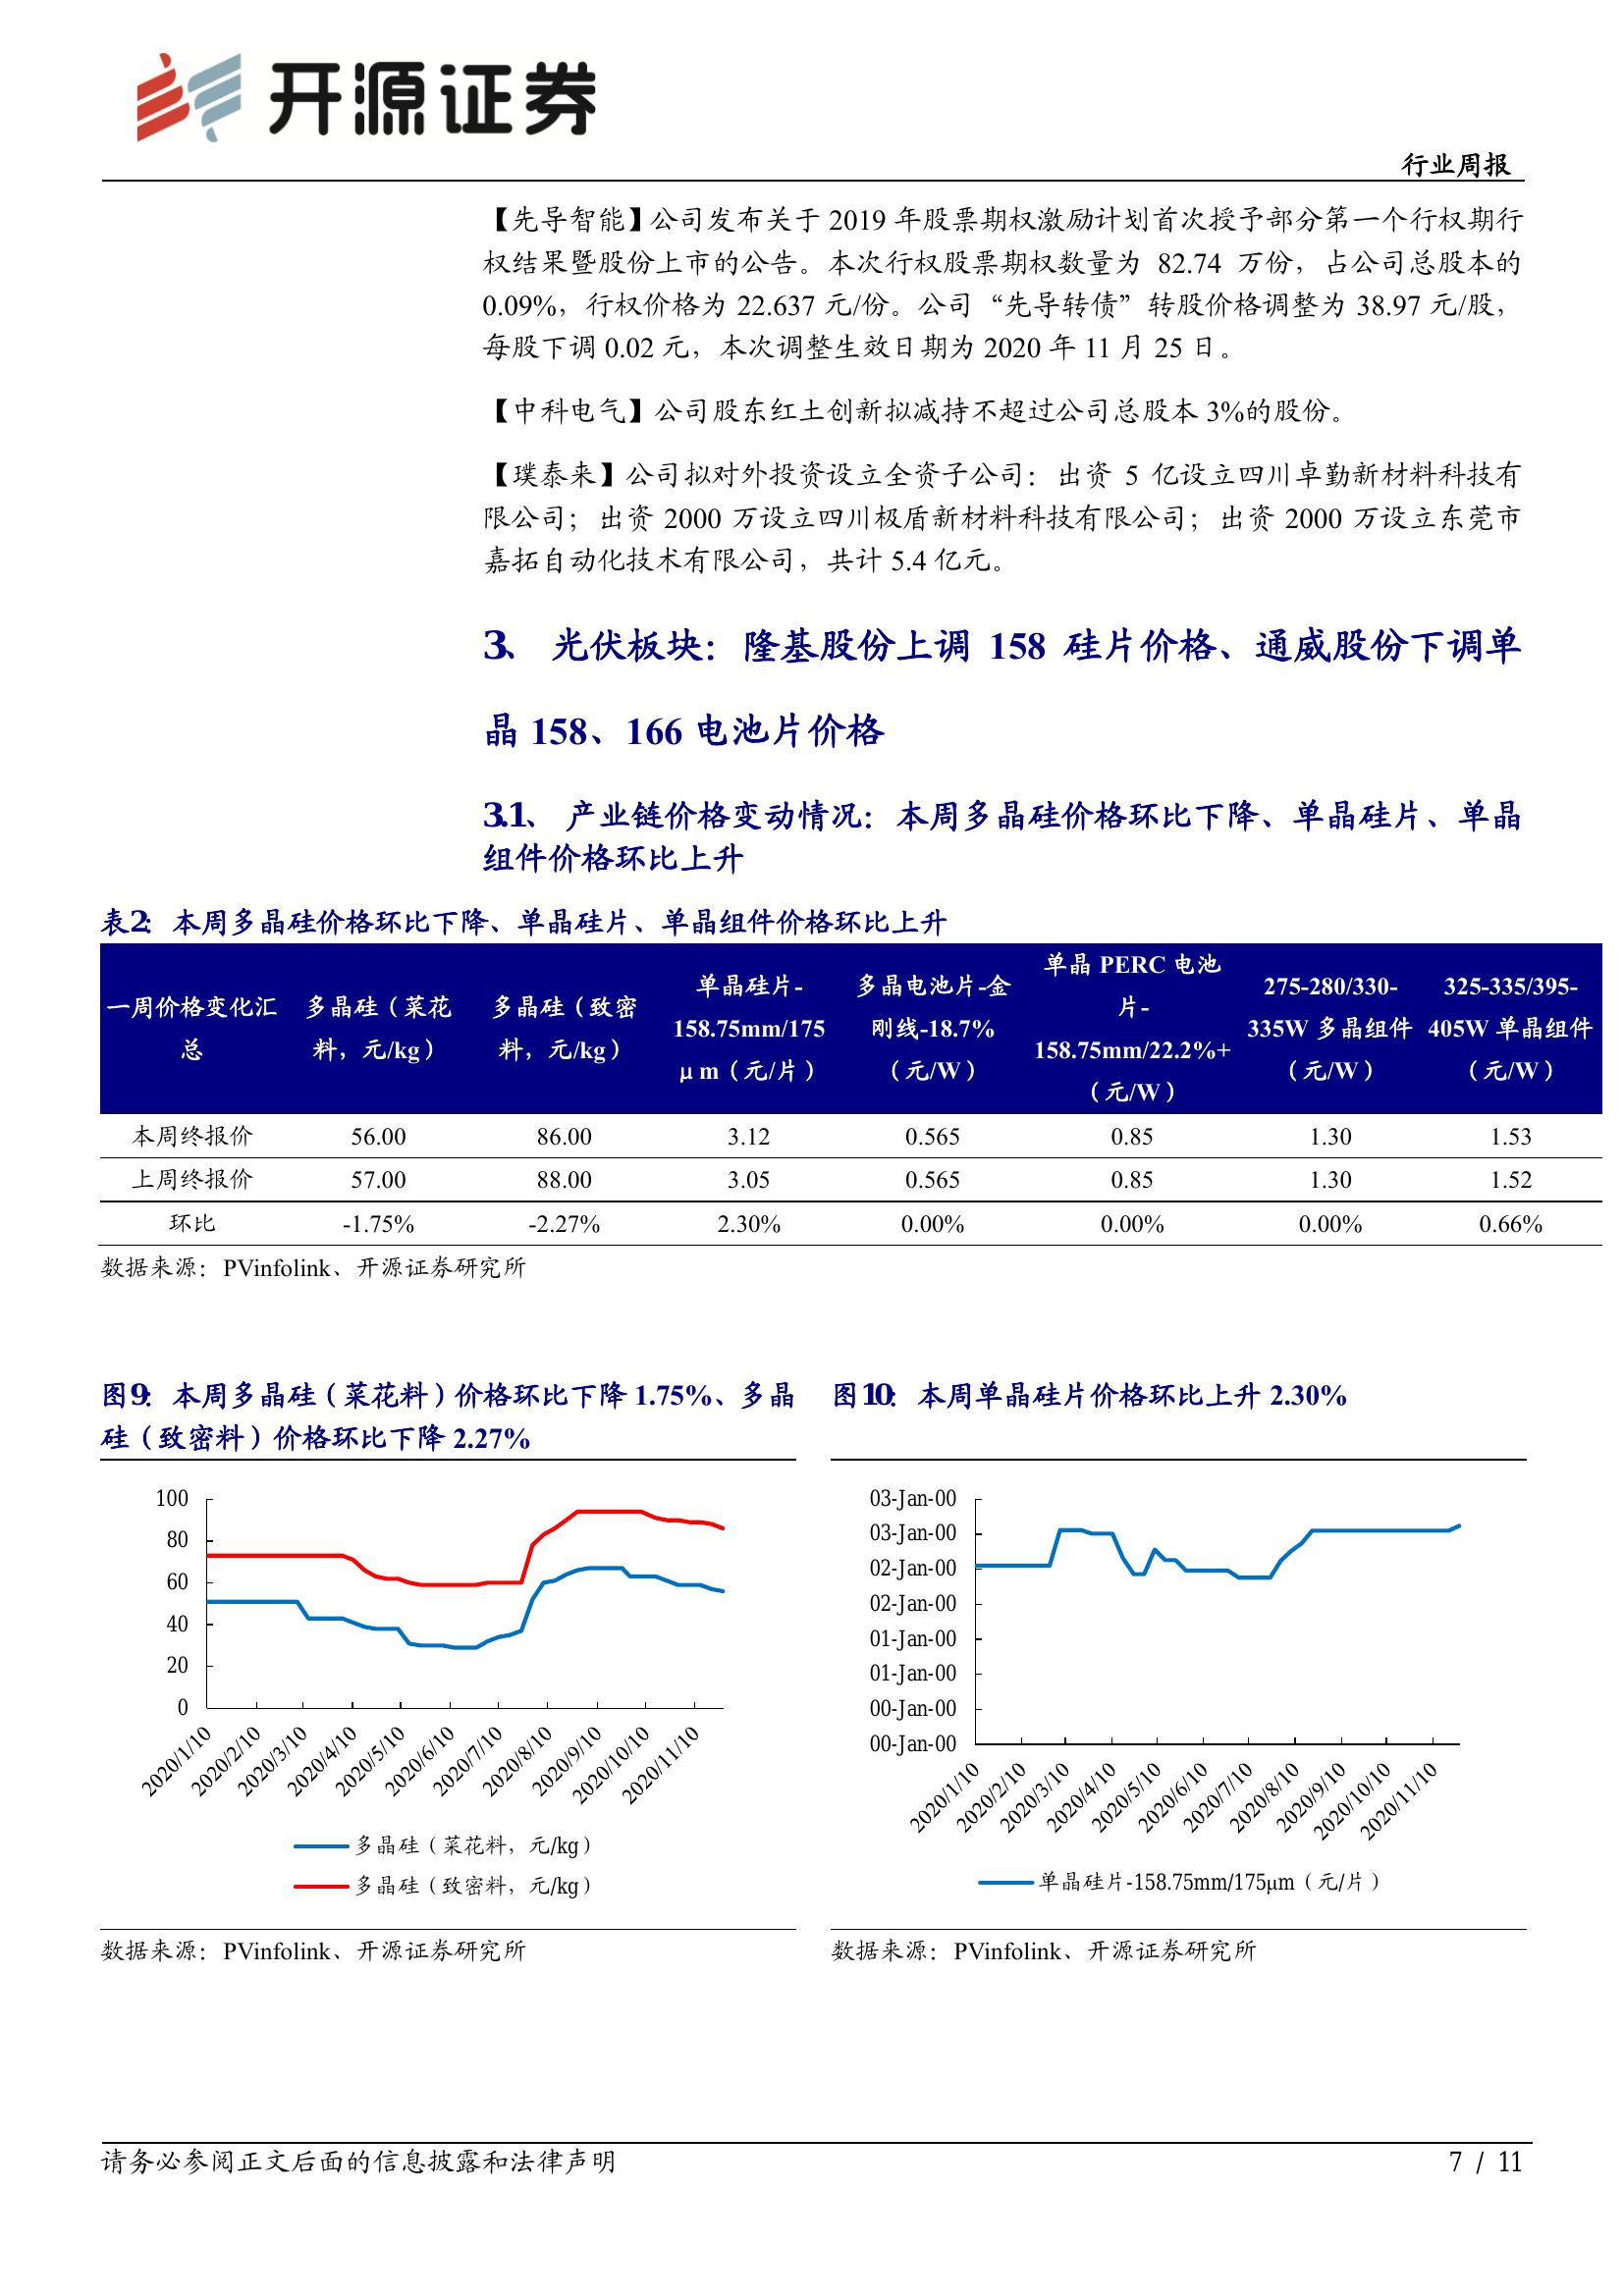 开源证券
行业周报
【先导智能】公司发布关于 2019 年股票期权激励计划首次授予部分第一个行权期行
权结果暨股份上市的公告。本次行权股票期权数量为 82.74 万份，占公司总股本的
0.09%，行权价格为 22.637 元/份。公司“先导转债”转股价格调整为 38.97 元/股，
每股下调 0.02 元，本次调整生效日期为 2020 年 11 月 25 日。
【中科电气】公司股东红土创新拟减持不超过公司总股本 3%的股份。
【璞泰来】公司拟对外投资设立全资子公司：出资 5 亿设立四川卓勤新材料科技有
限公司；出资 2000 万设立四川极盾新材料科技有限公司；出资 2000 万设立东莞市
嘉拓自动化技术有限公司，共计 5.4 亿元。
3、 光伏板块：隆基股份上调 158 硅片价格、通威股份下调单
晶 158、166 电池片价格
3.1、 产业链价格变动情况：本周多晶硅价格环比下降、单晶硅片、单晶
组件价格环比上升
表2：本周多晶硅价格环比下降、单晶硅片、单晶组件价格环比上升
一周价格变化汇总 多晶硅（菜花料，元/kg） 多晶硅（致密料，元/kg） 单晶硅片-158.75mm/175μm（元/片） 多晶电池片-金刚线-18.7%（元/W） 单晶 PERC 电池片-158.75mm/22.2%+（元/W） 275-280/330-335W 多晶组件（元/W） 325-335/395-405W 单晶组件（元/W）
本周终报价 56.00 86.00 3.12 0.565 0.85 1.30 1.53
上周终报价 57.00 88.00 3.05 0.565 0.85 1.30 1.52
环比 -1.75% -2.27% 2.30% 0.00% 0.00% 0.00% 0.66%
数据来源：PVinfolink、开源证券研究所
图9：本周多晶硅（菜花料）价格环比下降 1.75%、多晶
硅（致密料）价格环比下降 2.27%
100
80
60
40
20
0
2020/1/10 2020/2/10 2020/3/10 2020/4/10 2020/5/10 2020/6/10 2020/7/10 2020/8/10 2020/9/10 2020/10/10 2020/11/10
多晶硅（菜花料，元/kg）
多晶硅（致密料，元/kg）
数据来源：PVinfolink、开源证券研究所
图10：本周单晶硅片价格环比上升 2.30%
03-Jan-00
03-Jan-00
02-Jan-00
02-Jan-00
01-Jan-00
01-Jan-00
00-Jan-00
00-Jan-00
2020/1/10 2020/2/10 2020/3/10 2020/4/10 2020/5/10 2020/6/10 2020/7/10 2020/8/10 2020/9/10 2020/10/10 2020/11/10
单晶硅片-158.75mm/175μm（元/片）
数据来源：PVinfolink、开源证券研究所
请务必参阅正文后面的信息披露和法律声明
7 / 11